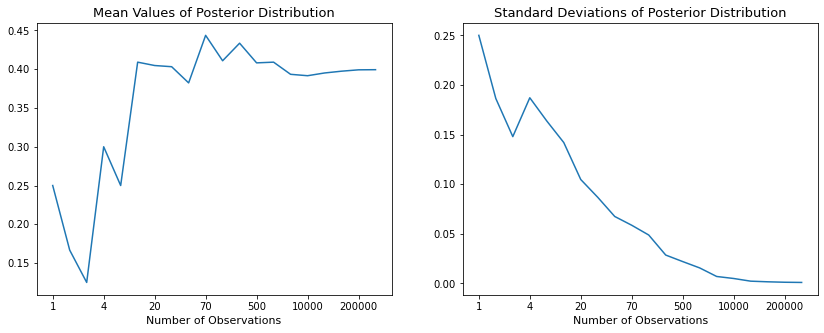 Mean Values of Posterior Distribution
0.45
0.40
0.35
0.30
0.25
0.20
0.15
1 4 20 70 500 10000 200000
Number of Observations
Standard Deviations of Posterior Distribution
0.25
0.20
0.15
0.10
0.05
0.00
1 4 20 70 500 10000 200000
Number of Observations